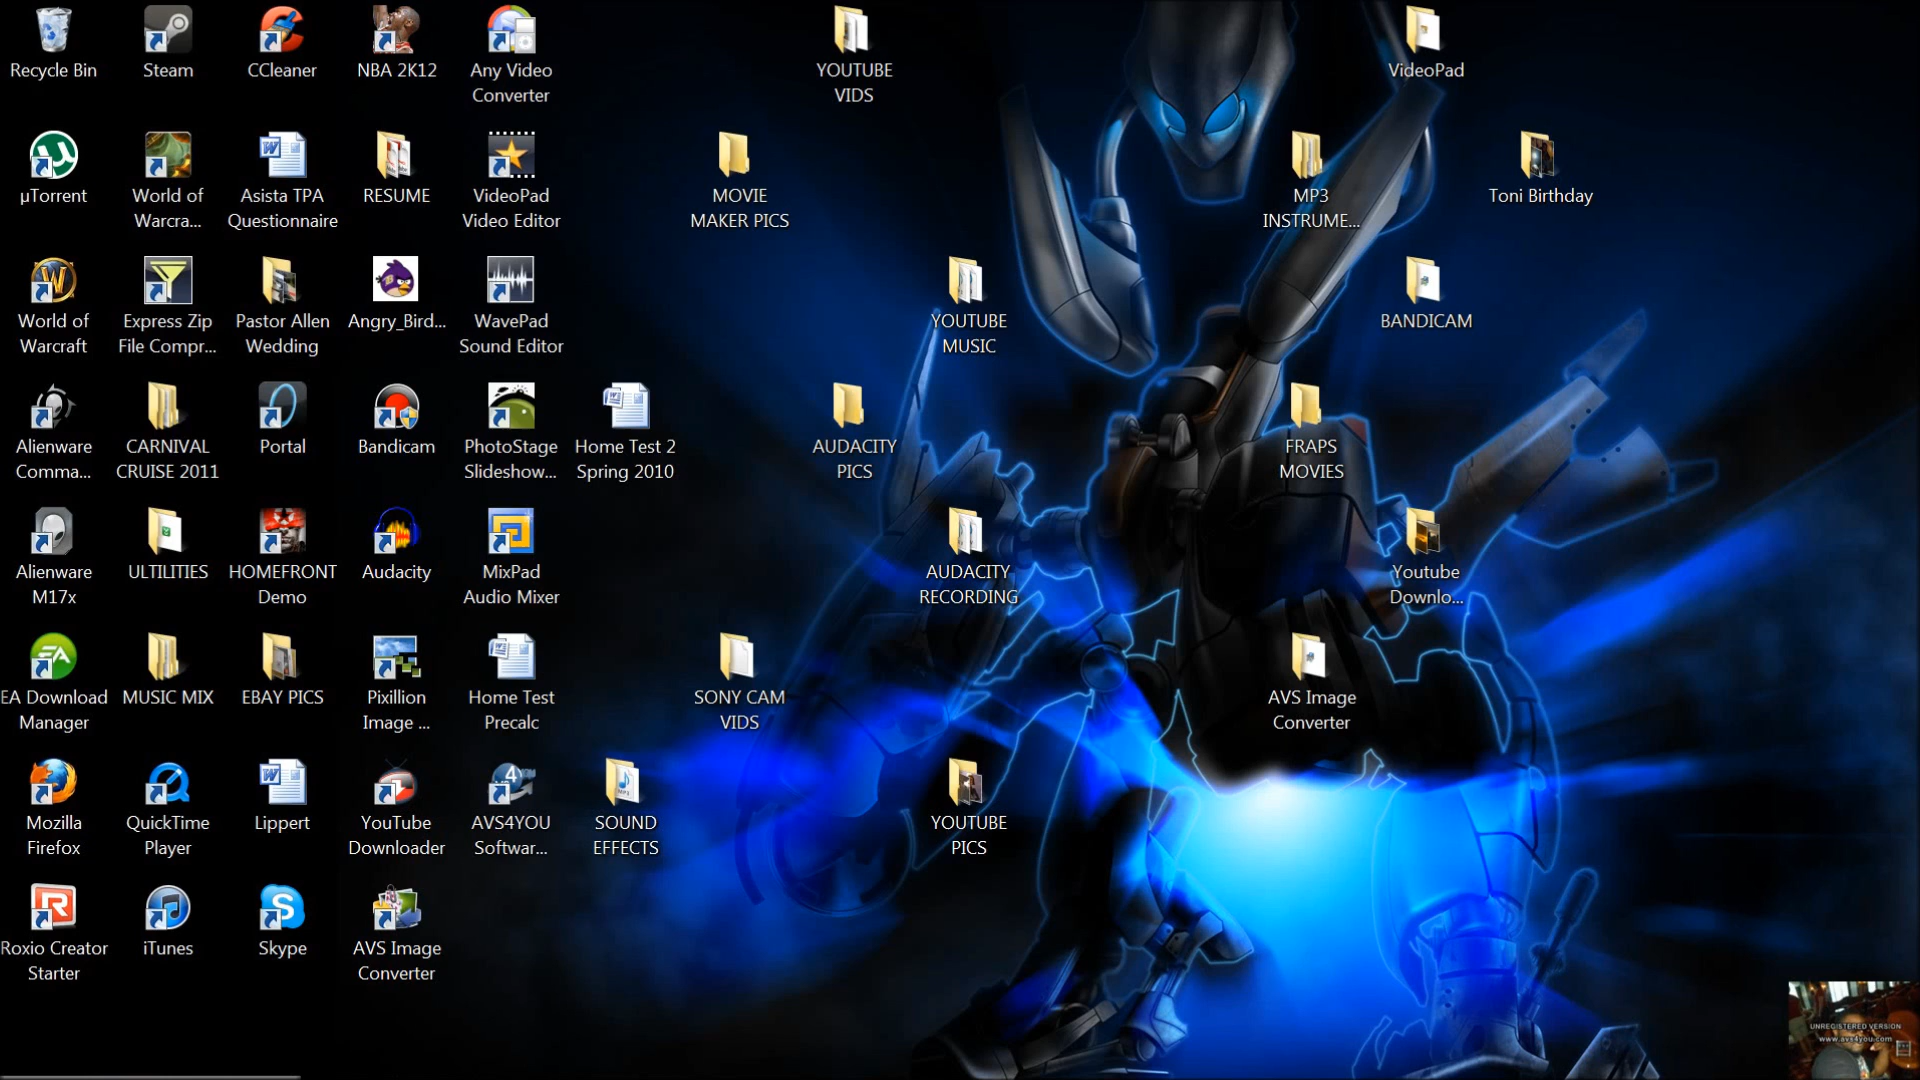 Recycle Bin
Steam
CCleaner
NBA 2K12
Any Video
Converter
YOUTUBE
VIDS
VideoPad
µTorrent
World of
Warcra...
Asista TPA
Questionnaire
RESUME
VideoPad
Video Editor
MOVIE
MAKER PICS
MP3
INSTRUME...
Toni Birthday
World of
Warcraft
Express Zip
File Compr...
Pastor Allen
Wedding
Angry_Bird...
WavePad
Sound Editor
YOUTUBE
MUSIC
BANDICAM
Alienware
Comma...
CARNIVAL
CRUISE 2011
Portal
Bandicam
PhotoStage
Slideshow...
Home Test 2
Spring 2010
AUDACITY
PICS
FRAPS
MOVIES
Alienware
M17x
ULTILITIES
HOMEFRONT
Demo
Audacity
MixPad
Audio Mixer
AUDACITY
RECORDING
Youtube
Downlo...
EA Download
Manager
MUSIC MIX
EBAY PICS
Pixillion
Image ...
Home Test
Precalc
SONY CAM
VIDS
AVS Image
Converter
Mozilla
Firefox
QuickTime
Player
Lippert
YouTube
Downloader
AVS4YOU
Softwar...
SOUND
EFFECTS
YOUTUBE
PICS
Roxio Creator
Starter
iTunes
Skype
AVS Image
Converter
UNREGISTERED VERSION
www.avs4you.com